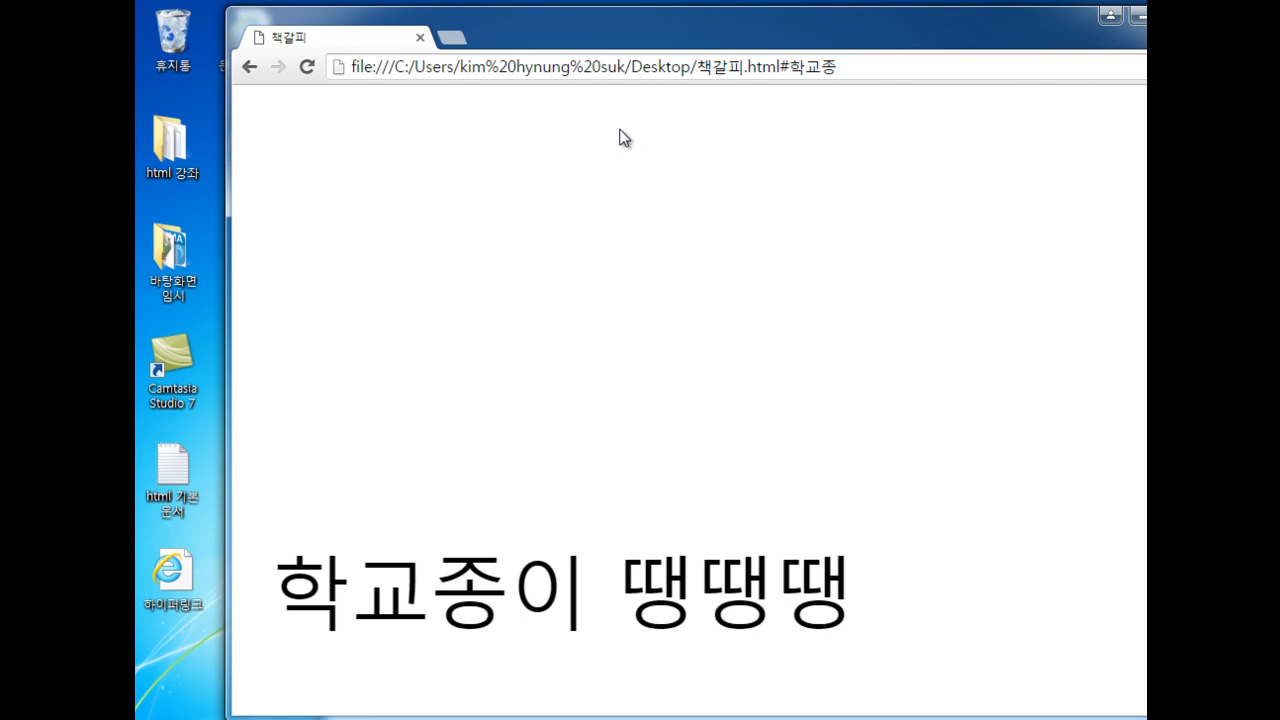 휴지통
html 강좌
바탕화면
임시
Camtasia
Studio 7
html 기본
문서
하이퍼링크
책갈피
file:///C:/Users/kim%20hynung%20suk/Desktop/책갈피.html#학교종
학교종이 땡땡땡